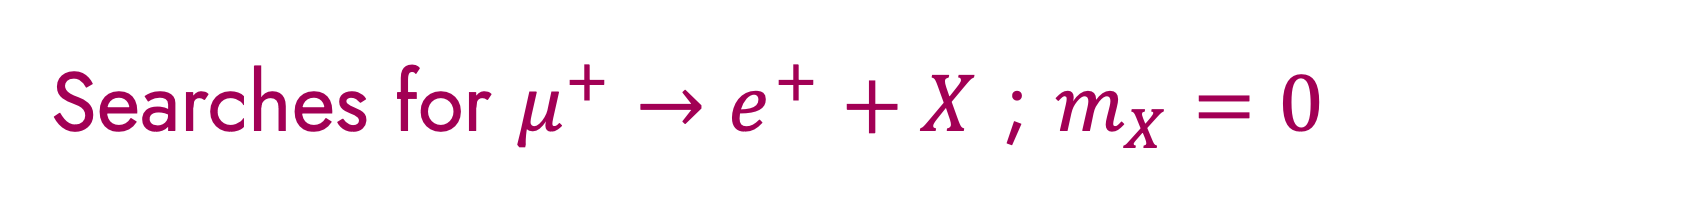 Searches for μ⁺ → e⁺ + X ; m_X = 0